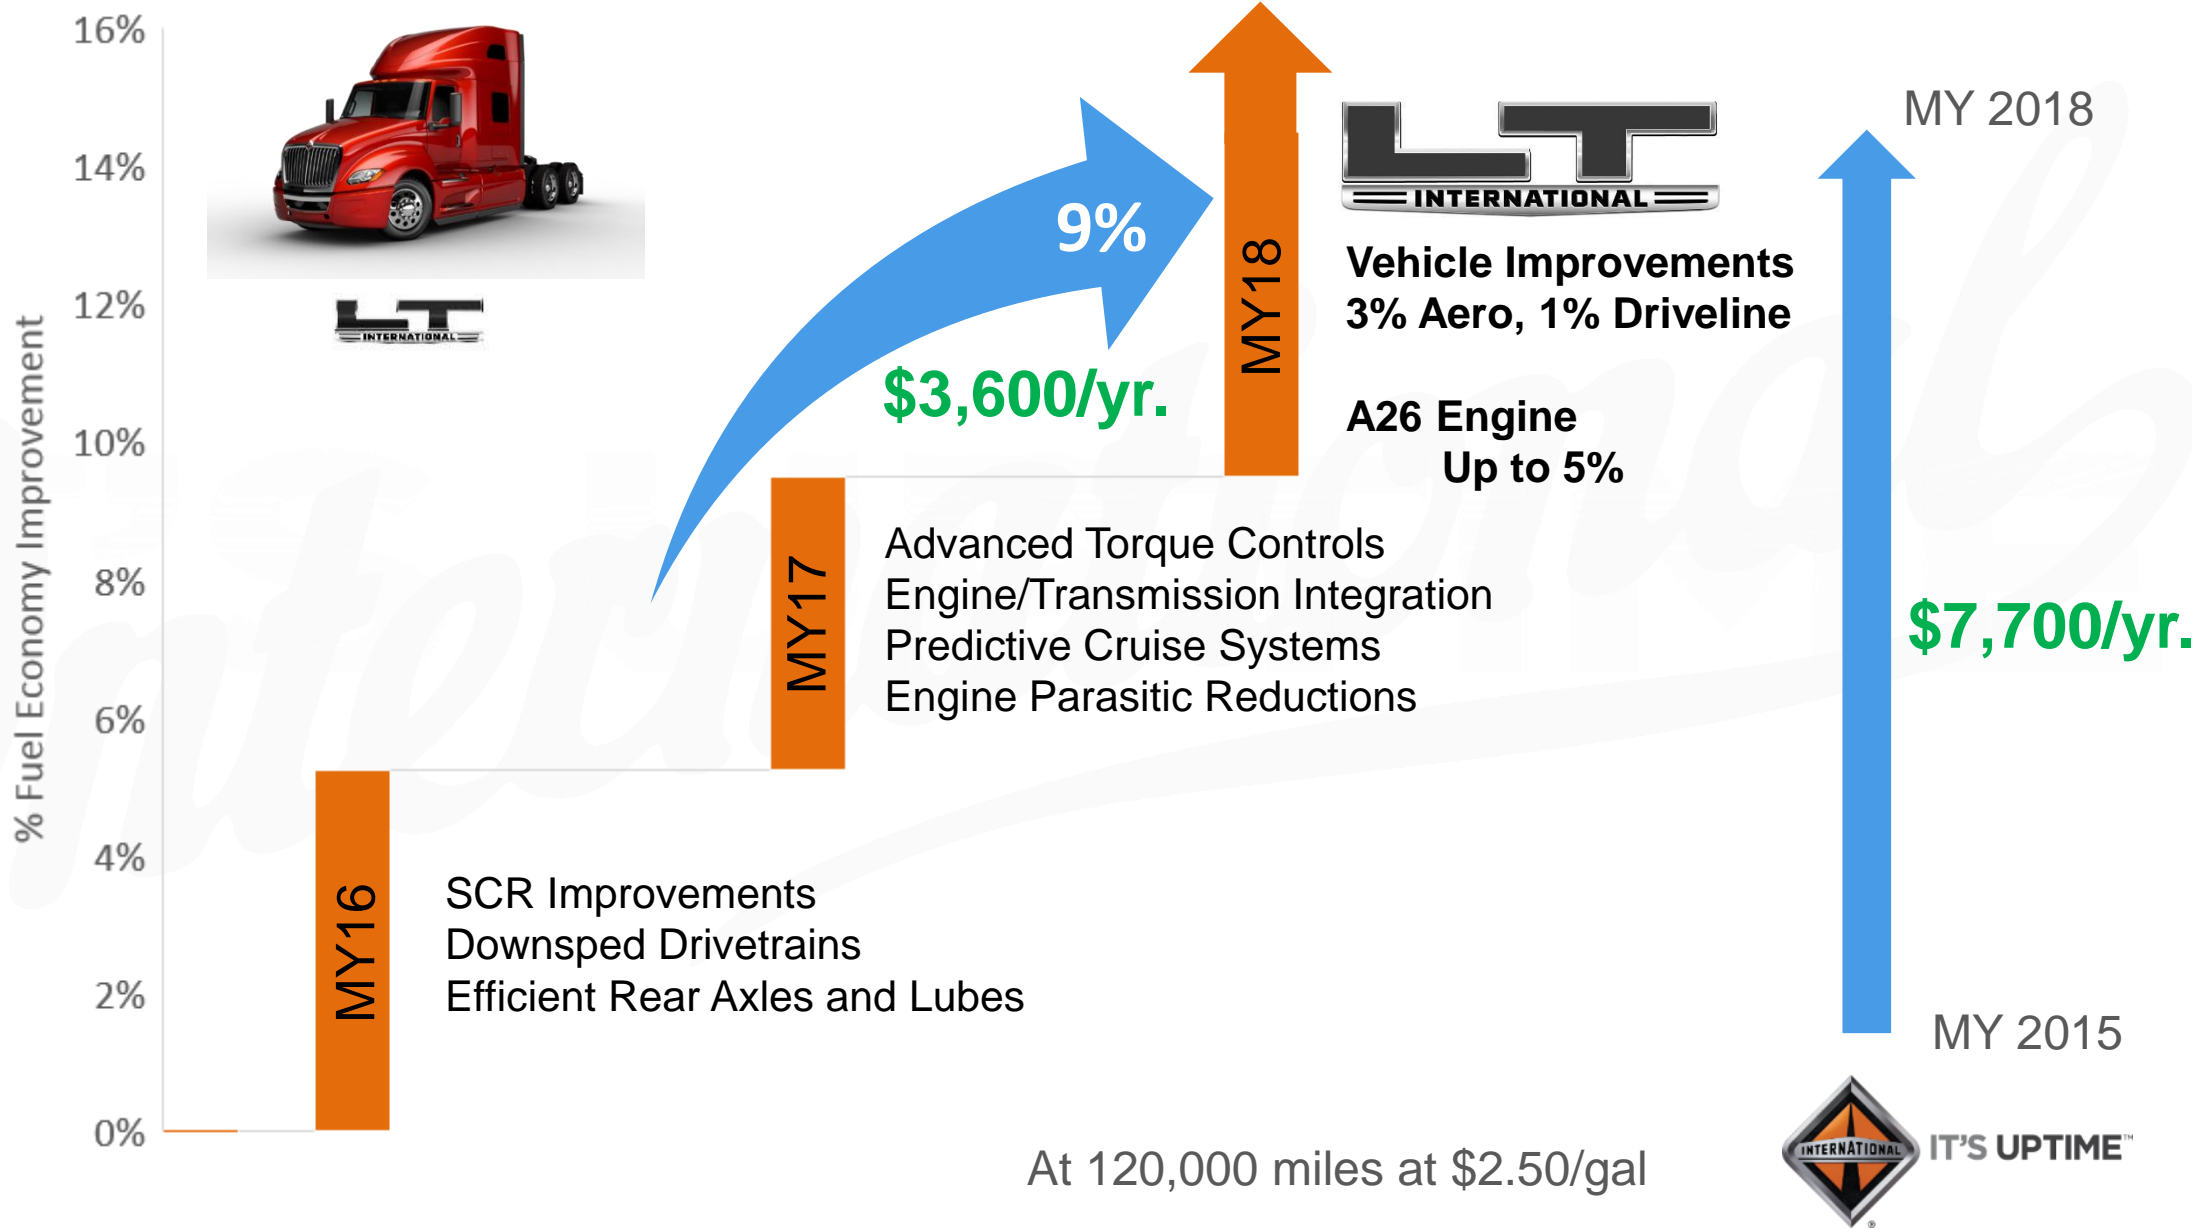 16%
14%
12%
10%
8%
6%
4%
2%
0%
% Fuel Economy Improvement
LT
INTERNATIONAL
9%
$3,600/yr.
MY16
SCR Improvements
Downsped Drivetrains
Efficient Rear Axles and Lubes
MY17
Advanced Torque Controls
Engine/Transmission Integration
Predictive Cruise Systems
Engine Parasitic Reductions
MY18
LT
INTERNATIONAL
Vehicle Improvements
3% Aero, 1% Driveline
A26 Engine
Up to 5%
MY 2018
$7,700/yr.
MY 2015
At 120,000 miles at $2.50/gal
INTERNATIONAL
®
IT'S UPTIME™
International